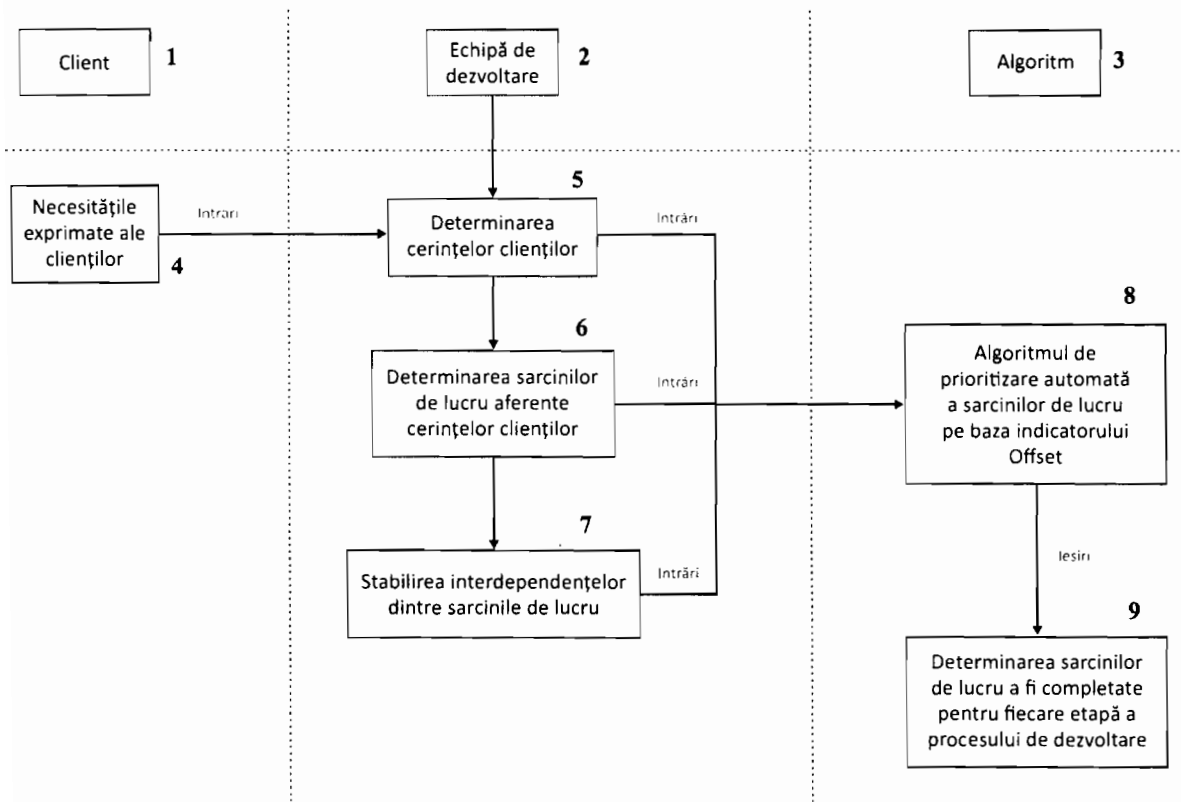 Client
1
Echipă de
dezvoltare
2
Algoritm
3
Necesitățile
exprimate ale
clienților
4
Intrari
5
Determinarea
cerințelor clienților
Intrări
6
Determinarea sarcinilor
de lucru aferente
cerințelor clienților
Intrări
7
Stabilirea interdependențelor
dintre sarcinile de lucru
Intrări
8
Algoritmul de
prioritizare automată
a sarcinilor de lucru
pe baza indicatorului
Offset
Iesiri
9
Determinarea sarcinilor
de lucru a fi completate
pentru fiecare etapă a
procesului de dezvoltare